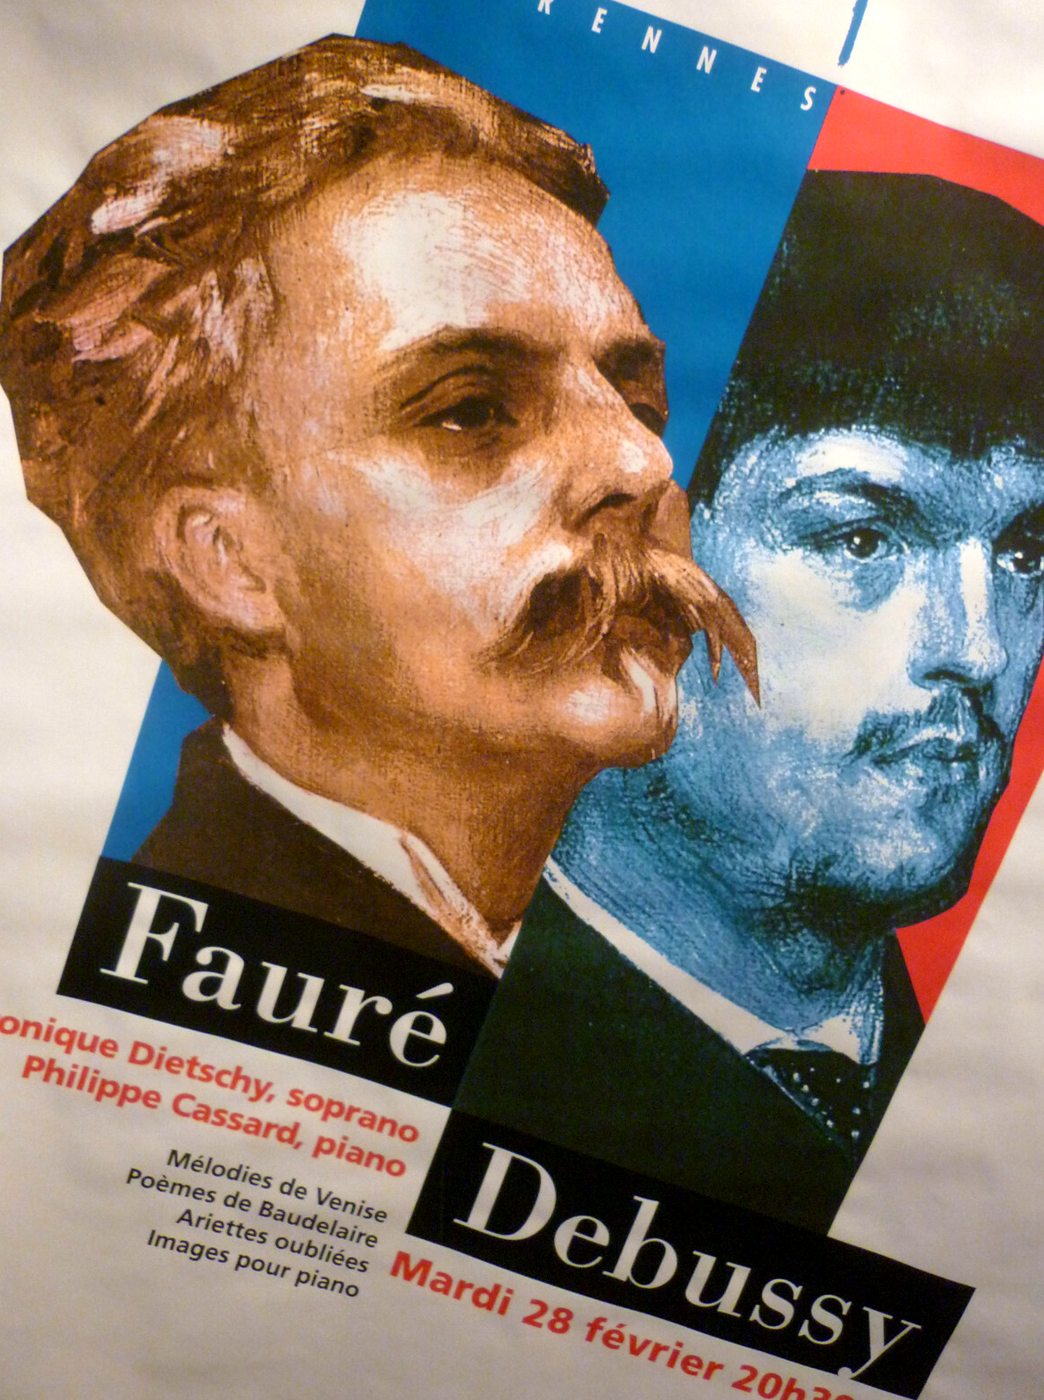 RENNES
Fauré
onique Dietschy, soprano
Philippe Cassard, piano
Mélodies de Venise
Poèmes de Baudelaire
Ariettes oubliées
Images pour piano
Debussy
Mardi 28 février 20h30